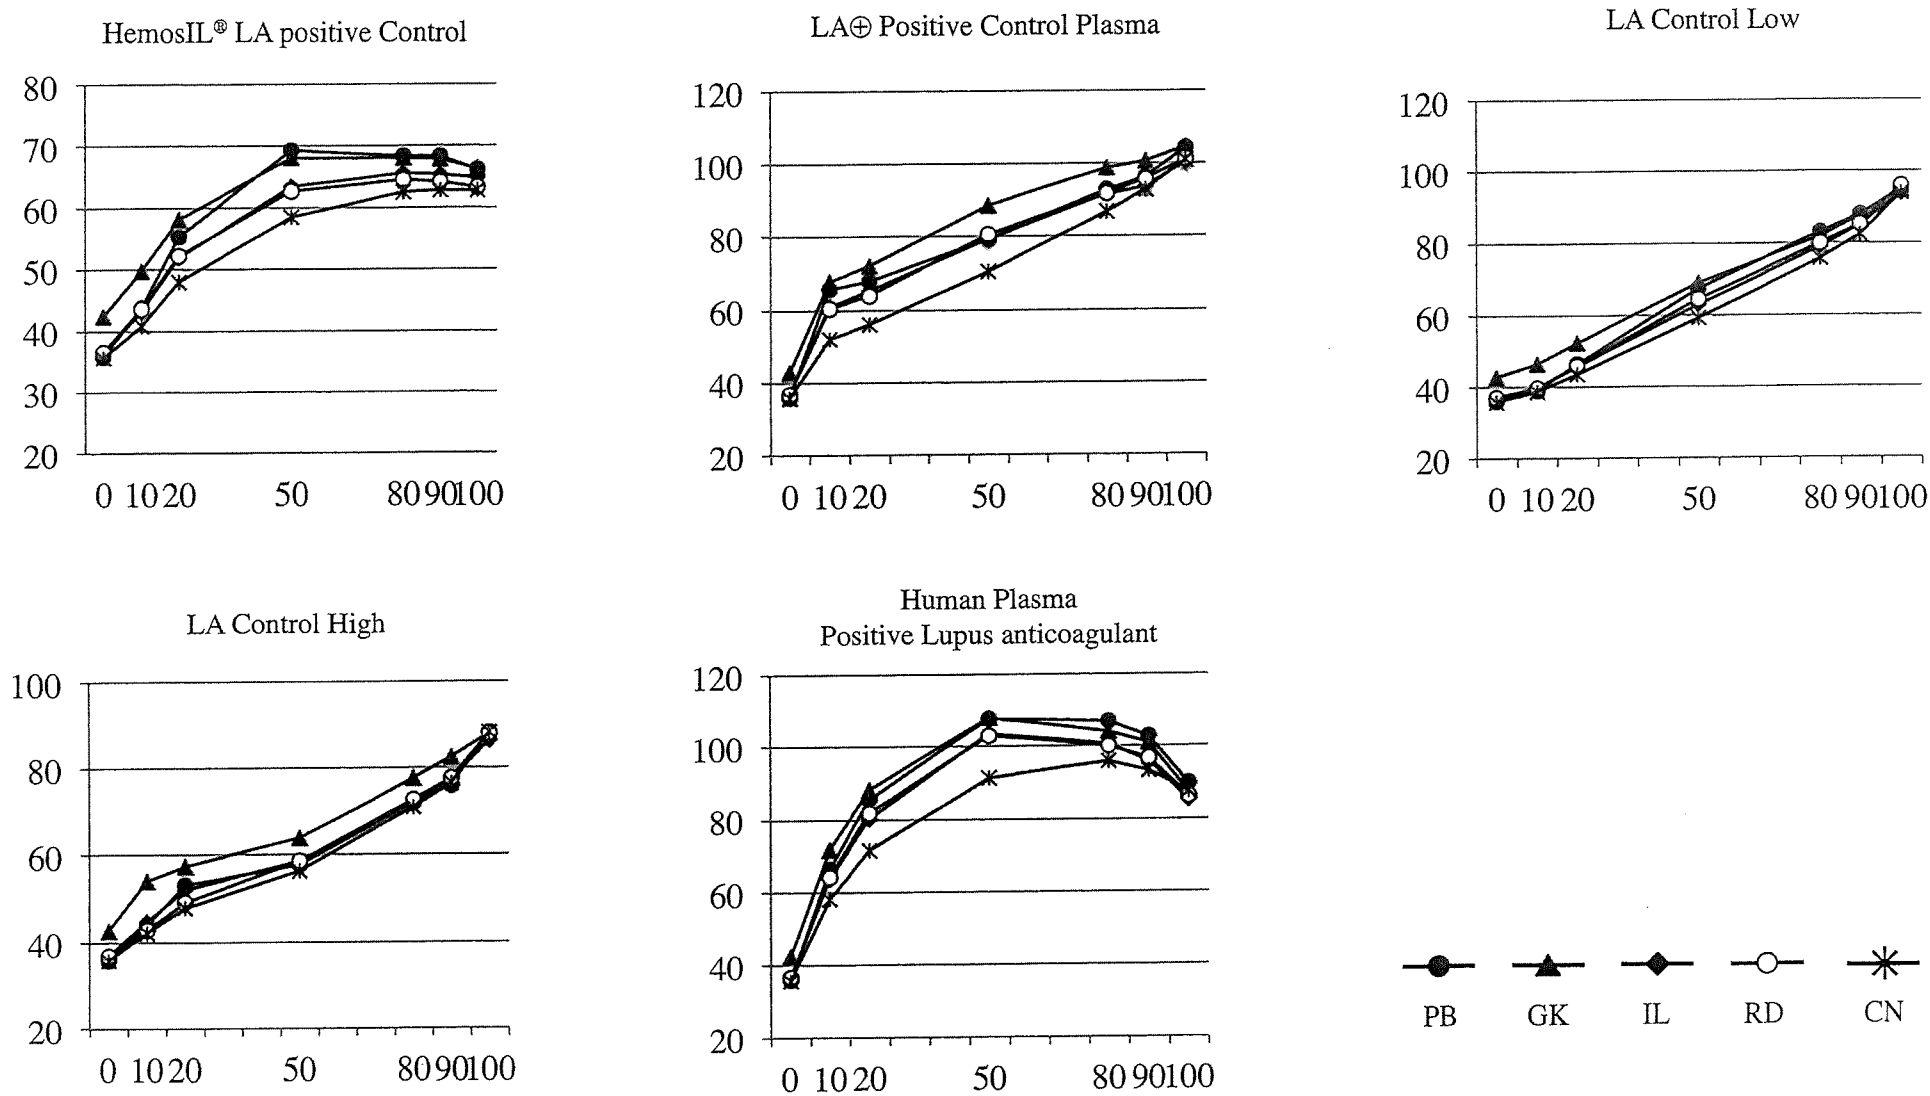 HemosIL® LA positive Control
80
70
60
50
40
30
20
0 10 20 50 80 90 100
LA⊕ Positive Control Plasma
120
100
80
60
40
20
0 10 20 50 80 90 100
LA Control Low
120
100
80
60
40
20
0 10 20 50 80 90 100
LA Control High
100
80
60
40
20
0 10 20 50 80 90 100
Human Plasma
Positive Lupus anticoagulant
120
100
80
60
40
20
0 10 20 50 80 90 100
PB GK IL RD CN